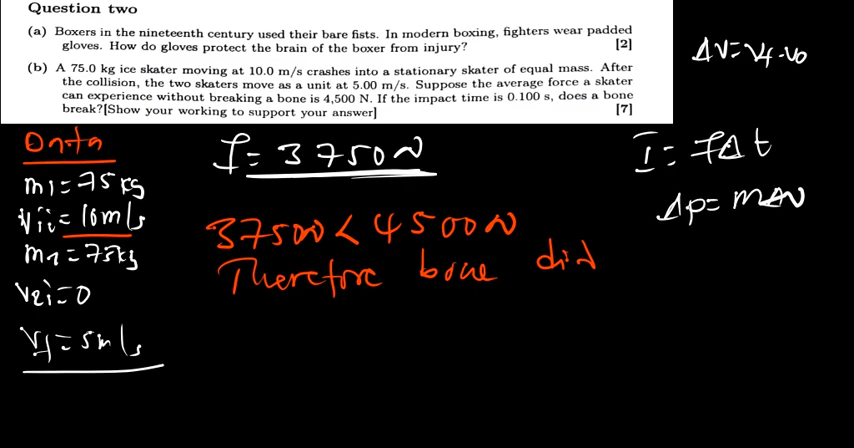 Question two
(a) Boxers in the nineteenth century used their bare fists. In modern boxing, fighters wear padded
gloves. How do gloves protect the brain of the boxer from injury? [2]
(b) A 75.0 kg ice skater moving at 10.0 m/s crashes into a stationary skater of equal mass. After
the collision, the two skaters move as a unit at 5.00 m/s. Suppose the average force a skater
can experience without breaking a bone is 4,500 N. If the impact time is 0.100 s, does a bone
break?[Show your working to support your answer] [7]
ΔV=Vf-V0
Data
m1=75kg
V1i=10m/s
m2=75kg
V2i=0
Vf=5m/s
F=3750N
3750N<4500N
Therefore bone did
I=FΔt
Δp=mΔV